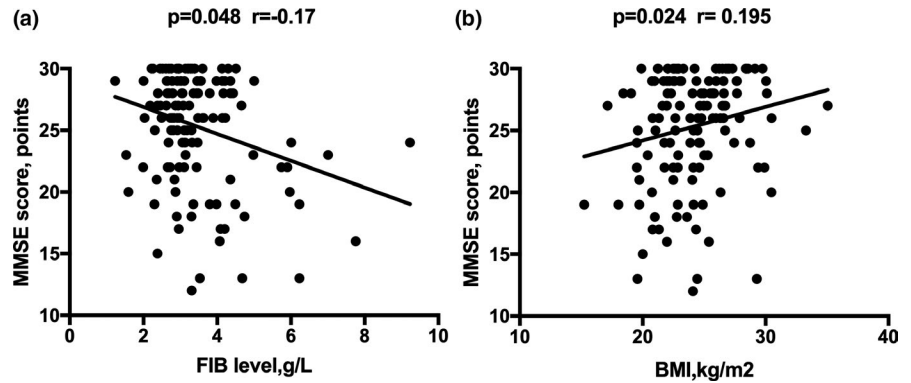 (a)
p=0.048 r=-0.17
MMSE score, points
30
25
20
15
10
0 2 4 6 8 10
FIB level,g/L
(b)
p=0.024 r= 0.195
MMSE score, points
30
25
20
15
10
10 20 30 40
BMI,kg/m2